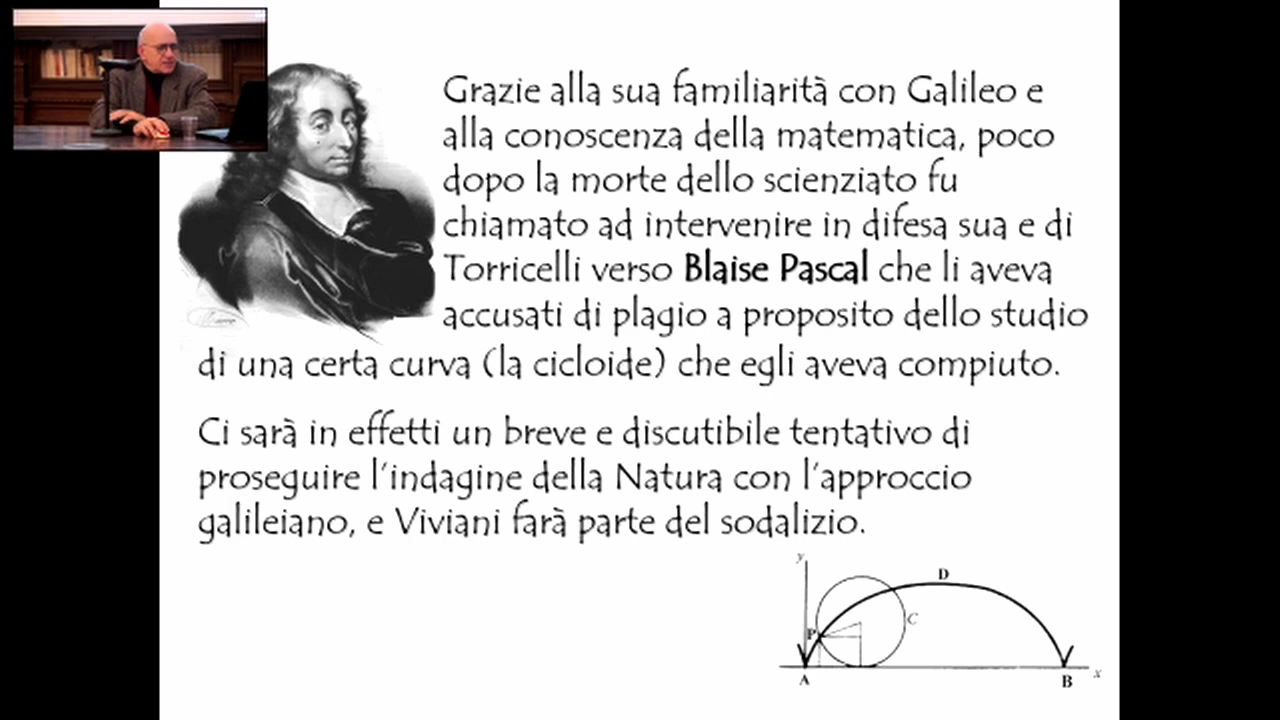 Grazie alla sua familiarità con Galileo e
alla conoscenza della matematica, poco
dopo la morte dello scienziato fu
chiamato ad intervenire in difesa sua e di
Torricelli verso Blaise Pascal che li aveva
accusati di plagio a proposito dello studio
di una certa curva (la cicloide) che egli aveva compiuto.
Ci sarà in effetti un breve e discutibile tentativo di
proseguire l'indagine della Natura con l'approccio
galileiano, e Viviani farà parte del sodalizio.
y
D
C
P
A
B
x